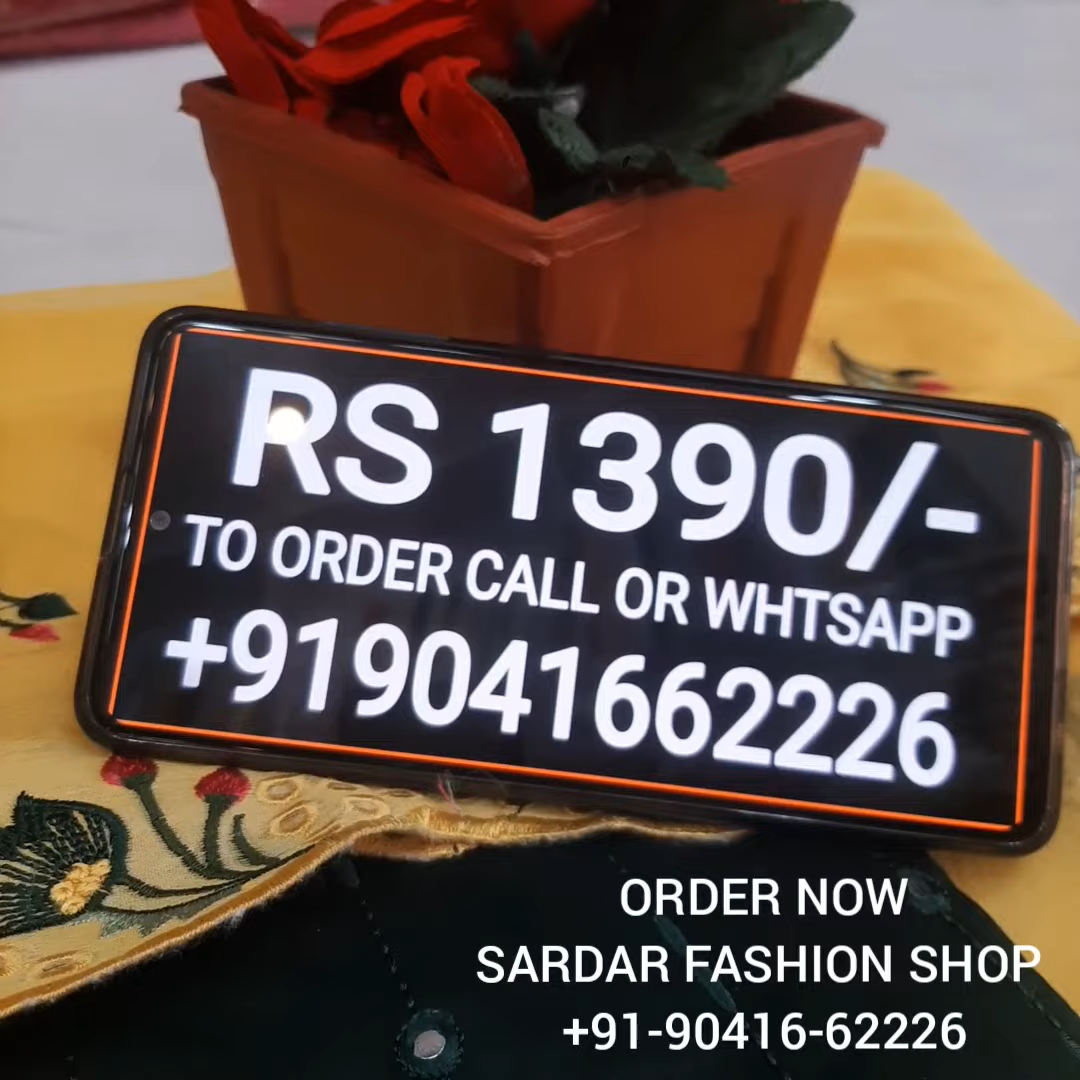 RS 1390/-
TO ORDER CALL OR WHTSAPP
+919041662226
ORDER NOW
SARDAR FASHION SHOP
+91-90416-62226